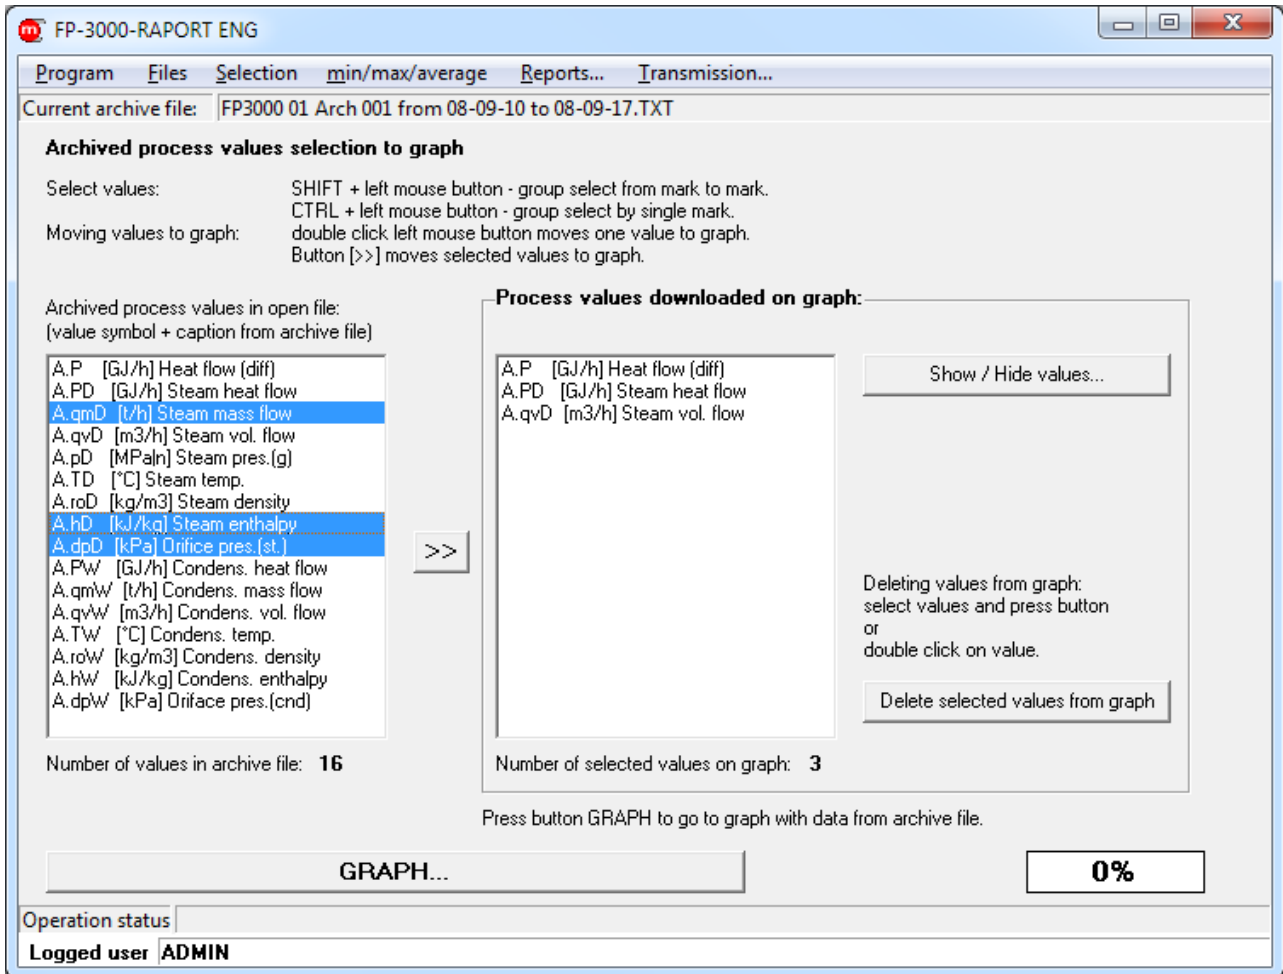 m FP-3000-RAPORT ENG
Program Files Selection min/max/average Reports... Transmission...
Current archive file: FP3000 01 Arch 001 from 08-09-10 to 08-09-17.TXT
Archived process values selection to graph
Select values: SHIFT + left mouse button - group select from mark to mark.
CTRL + left mouse button - group select by single mark.
Moving values to graph: double click left mouse button moves one value to graph.
Button [>>] moves selected values to graph.
Archived process values in open file:
(value symbol + caption from archive file)
A.P [GJ/h] Heat flow (diff)
A.PD [GJ/h] Steam heat flow
A.qmD [t/h] Steam mass flow
A.qvD [m3/h] Steam vol. flow
A.pD [MPa|n] Steam pres.(g)
A.TD [°C] Steam temp.
A.roD [kg/m3] Steam density
A.hD [kJ/kg] Steam enthalpy
A.dpD [kPa] Orifice pres.(st.)
A.PW [GJ/h] Condens. heat flow
A.qmW [t/h] Condens. mass flow
A.qvW [m3/h] Condens. vol. flow
A.TW [°C] Condens. temp.
A.roW [kg/m3] Condens. density
A.hW [kJ/kg] Condens. enthalpy
A.dpW [kPa] Oriface pres.(cnd)
Number of values in archive file: 16
>>
Process values downloaded on graph:
A.P [GJ/h] Heat flow (diff)
A.PD [GJ/h] Steam heat flow
A.qvD [m3/h] Steam vol. flow
Number of selected values on graph: 3
Show / Hide values...
Deleting values from graph:
select values and press button
or
double click on value.
Delete selected values from graph
Press button GRAPH to go to graph with data from archive file.
GRAPH...
0%
Operation status
Logged user ADMIN